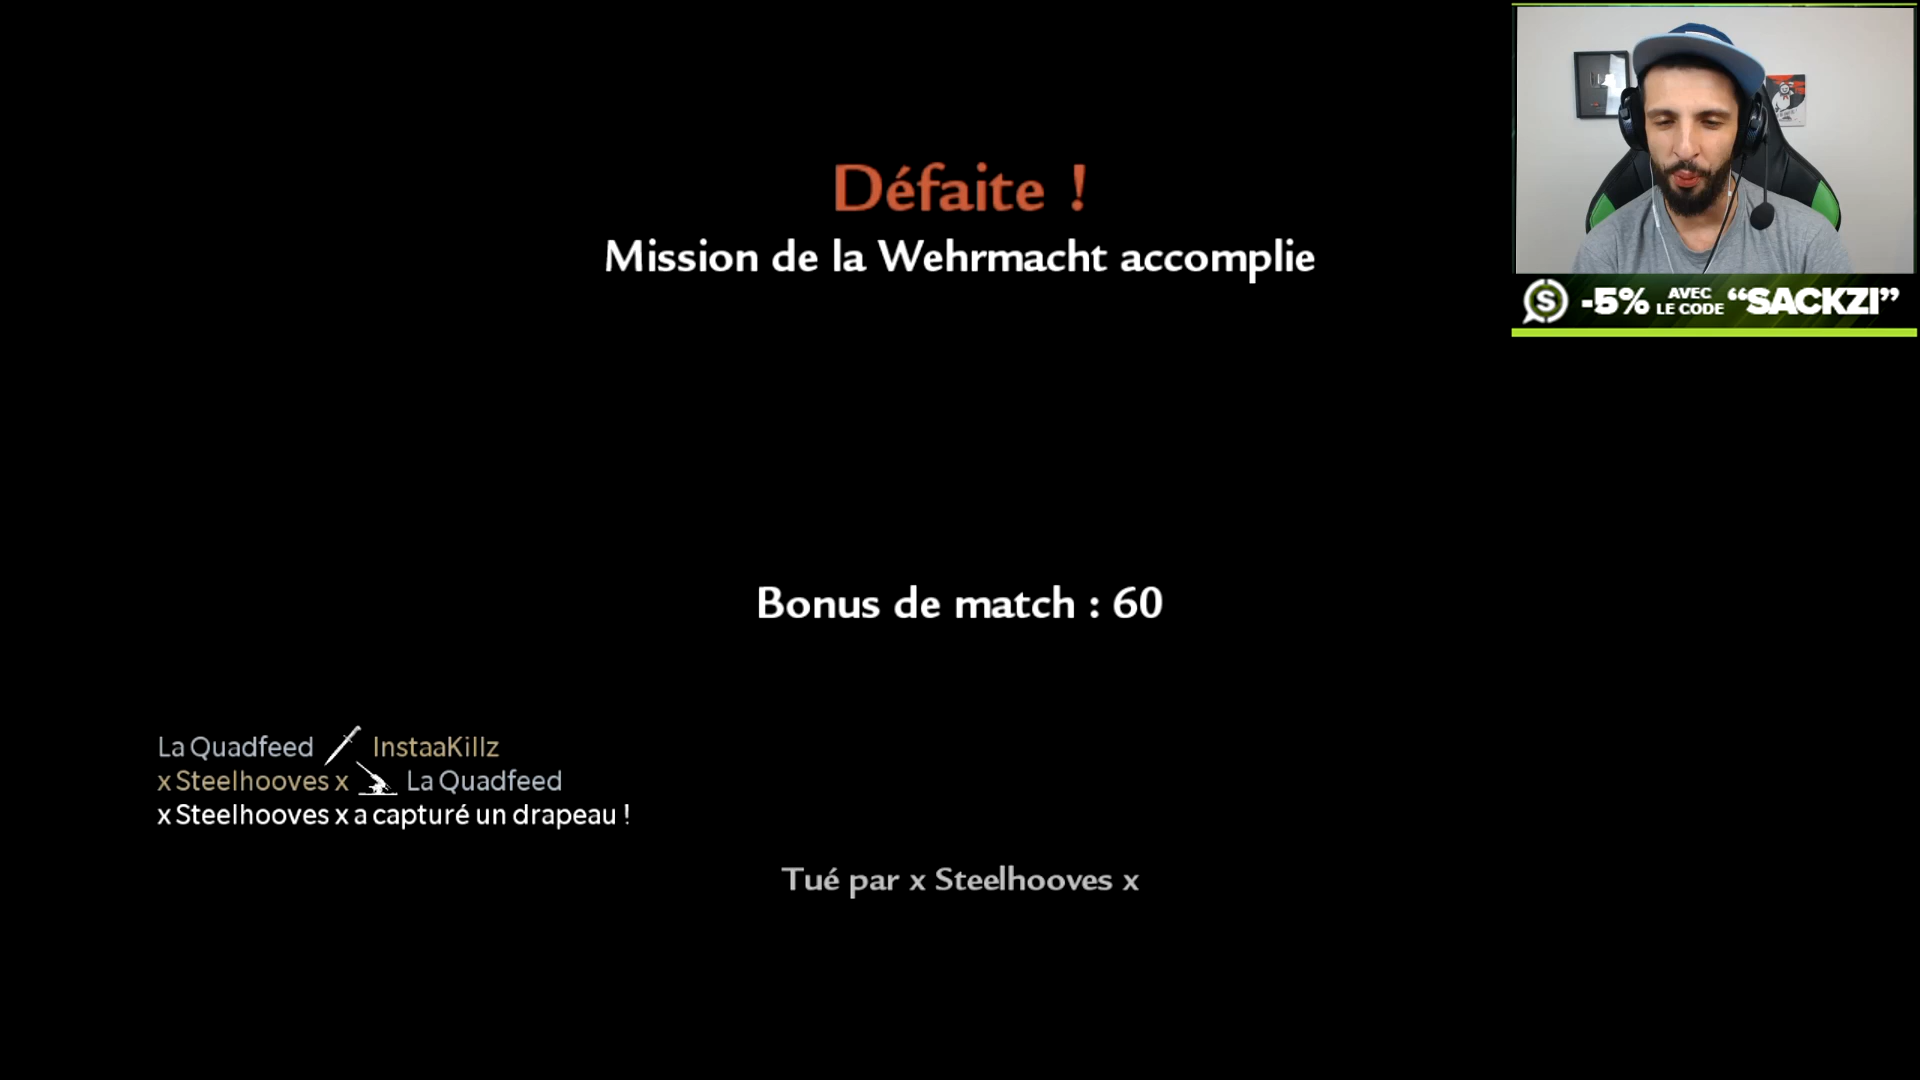 Défaite !
Mission de la Wehrmacht accomplie
-5% AVEC LE CODE “SACKZI”
Bonus de match : 60
La Quadfeed InstaaKillz
x Steelhooves x La Quadfeed
x Steelhooves x a capturé un drapeau !
Tué par x Steelhooves x